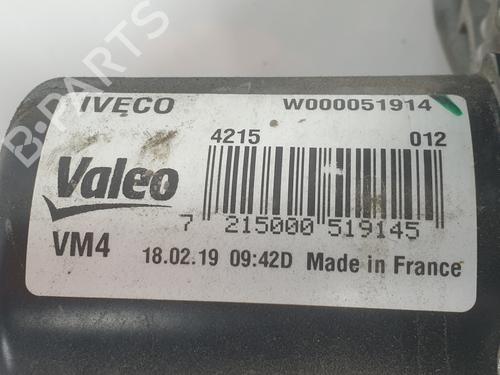 IVECO W000051914
4215 012
Valeo
7 215000 519145
VM4 18.02.19 09:42D Made in France
B-PARTS